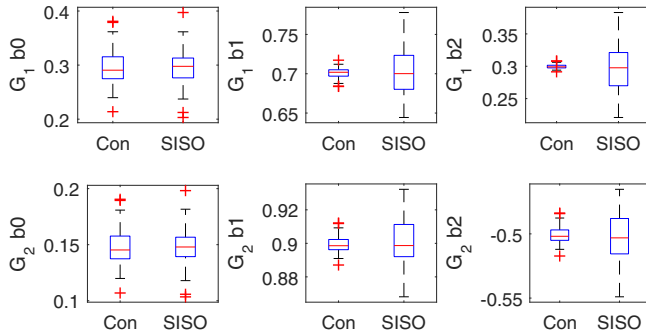 G1 b0
0.4
0.3
0.2
Con SISO
G1 b1
0.75
0.7
0.65
Con SISO
G1 b2
0.35
0.3
0.25
Con SISO
G2 b0
0.2
0.15
0.1
Con SISO
G2 b1
0.92
0.9
0.88
Con SISO
G2 b2
-0.5
-0.55
Con SISO